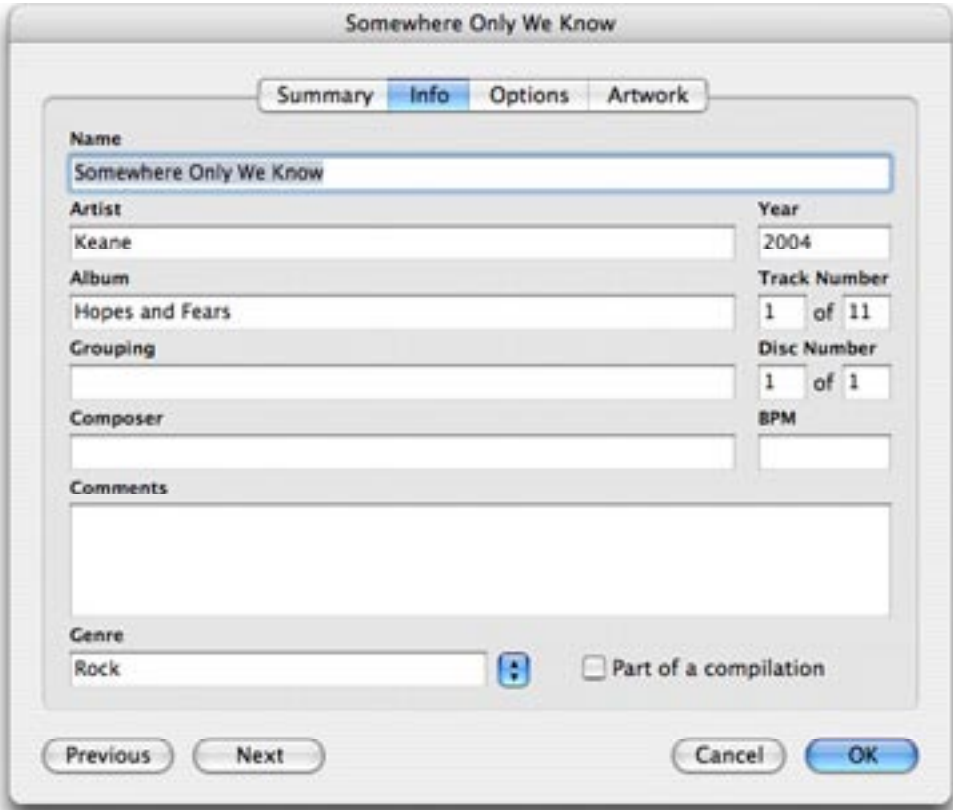 Somewhere Only We Know
Summary Info Options Artwork
Name
Somewhere Only We Know
Artist Year
Keane 2004
Album Track Number
Hopes and Fears 1 of 11
Grouping Disc Number
1 of 1
Composer BPM
Comments
Genre
Rock Part of a compilation
Previous Next Cancel OK